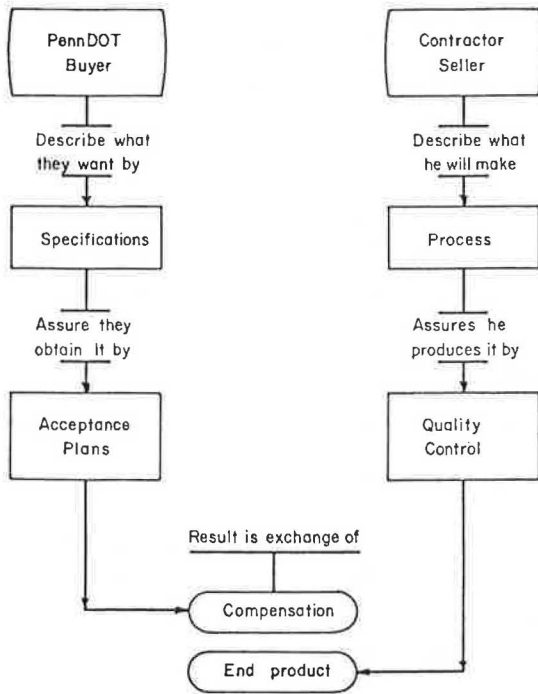 PennDOT
Buyer
Describe what
they want by
Specifications
Assure they
obtain it by
Acceptance
Plans
Contractor
Seller
Describe what
he will make
Process
Assures he
produces it by
Quality
Control
Result is exchange of
Compensation
End product